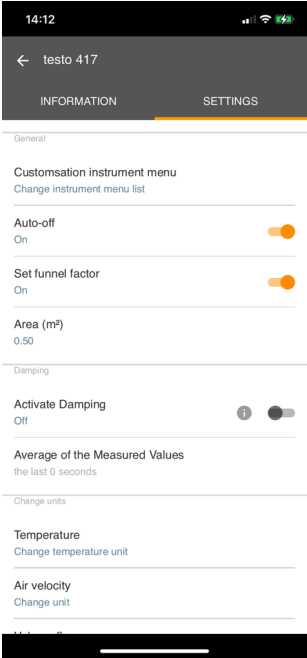 14:12
testo 417
INFORMATION
SETTINGS
General
Customsation instrument menu
Change instrument menu list
Auto-off
On
Set funnel factor
On
Area (m²)
0.50
Damping
Activate Damping
Off
Average of the Measured Values
the last 0 seconds
Change units
Temperature
Change temperature unit
Air velocity
Change unit